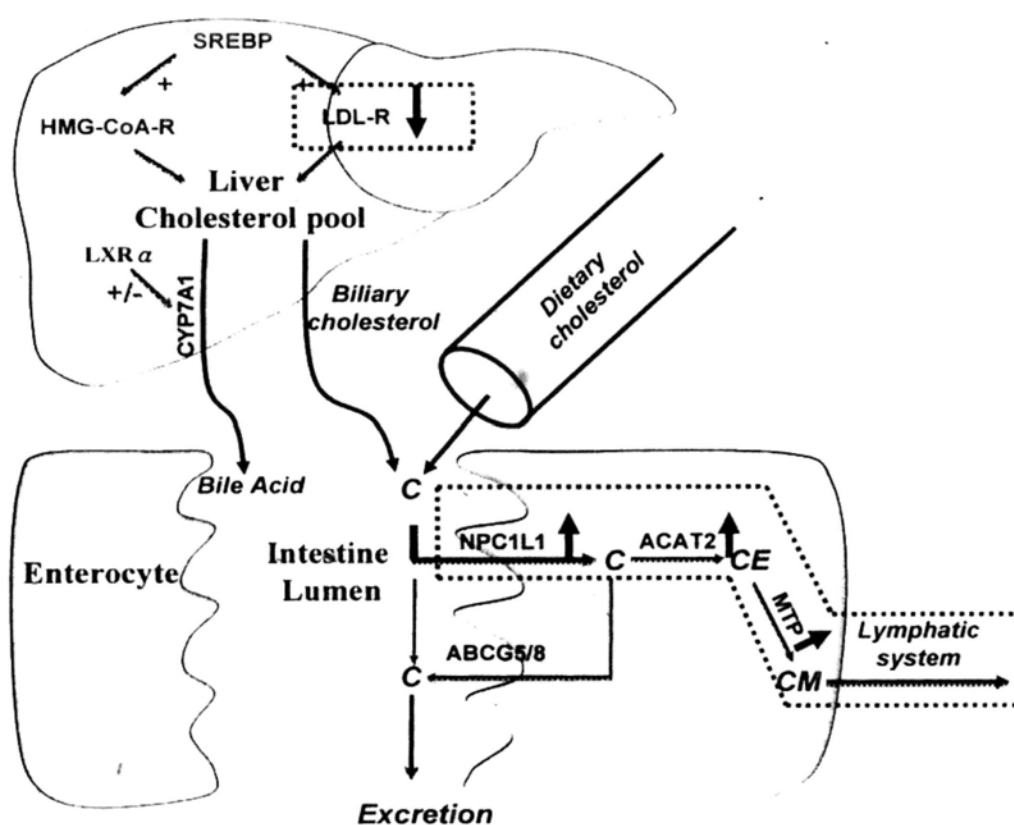 SREBP
+
+
HMG-CoA-R
LDL-R
Liver
Cholesterol pool
LXR α
+/-
CYP7A1
Biliary
cholesterol
Dietary
cholesterol
Bile Acid
C
Enterocyte
Intestine
Lumen
NPC1L1
C
ACAT2
CE
MTP
Lymphatic
system
ABCG5/8
C
CM
Excretion